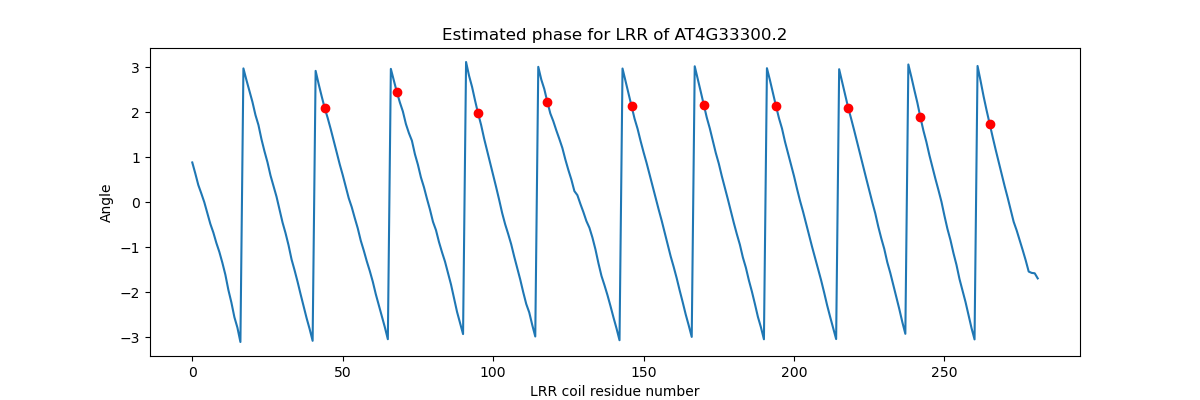 Estimated phase for LRR of AT4G33300.2
Angle
3
2
1
0
−1
−2
−3
0 50 100 150 200 250
LRR coil residue number